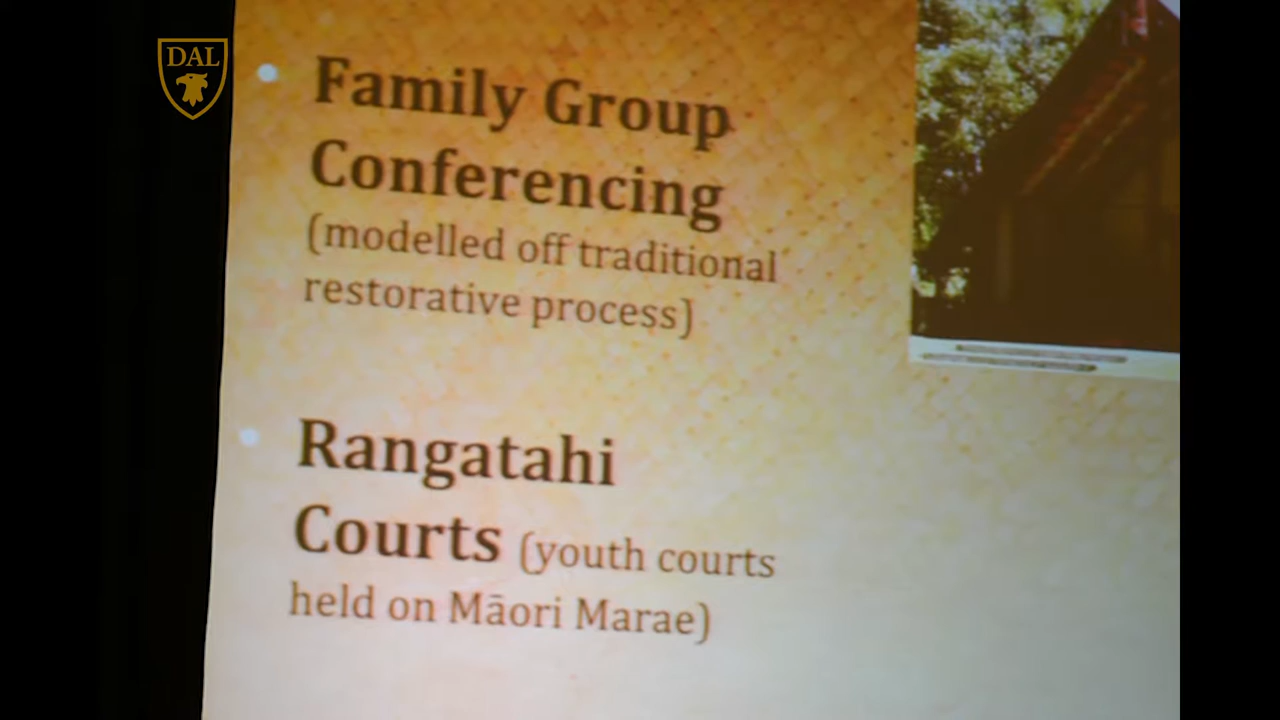 DAL
Family Group
Conferencing
(modelled off traditional
restorative process)
Rangatahi
Courts (youth courts
held on Māori Marae)